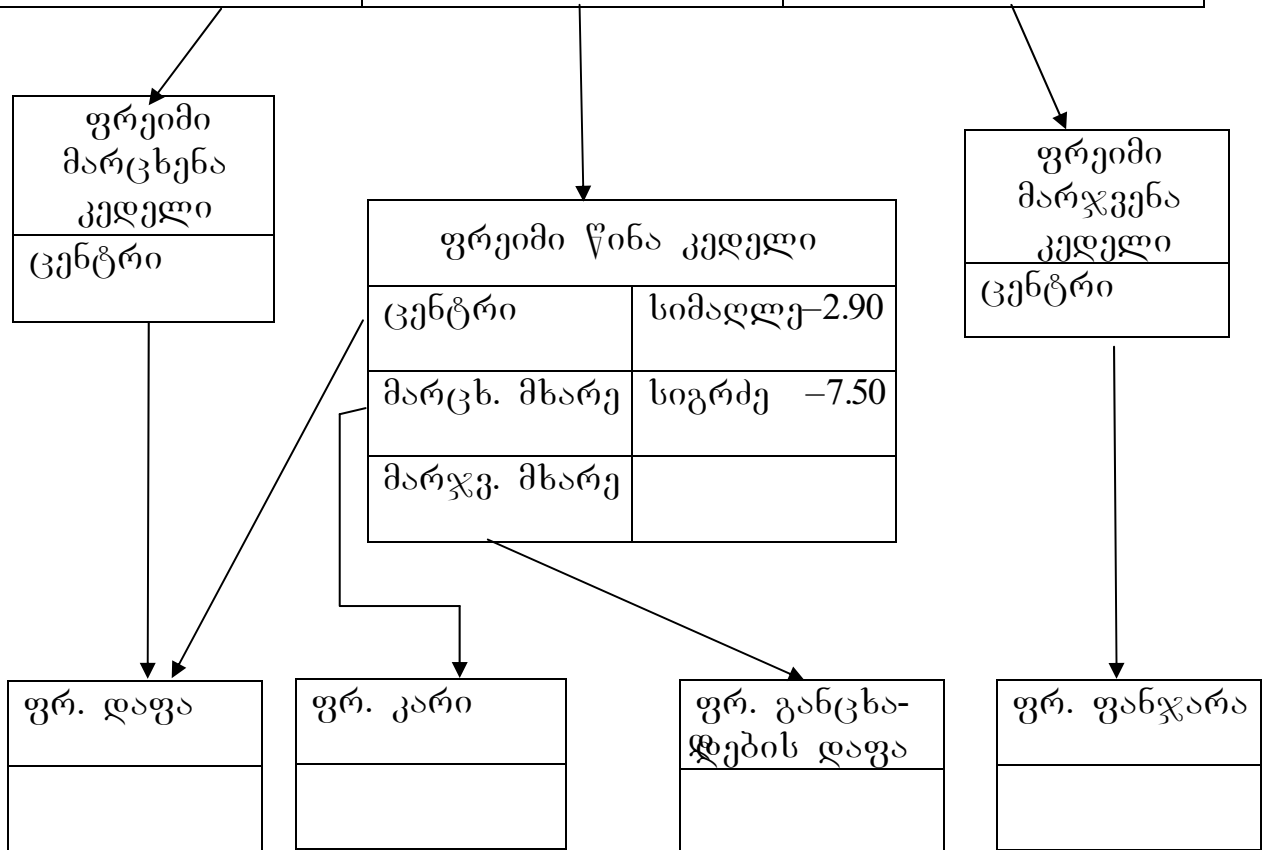 ფრეიმი
მარცხენა
კედელი
ცენტრი
ფრეიმი წინა კედელი
ცენტრი
სიმაღლე–2.90
მარცხ. მხარე
სიგრძე –7.50
მარჯვ. მხარე
ფრეიმი
მარჯვენა
კედელი
ცენტრი
ფრ. დაფა
ფრ. კარი
ფრ. განცხა-
დების დაფა
ფრ. ფანჯარა